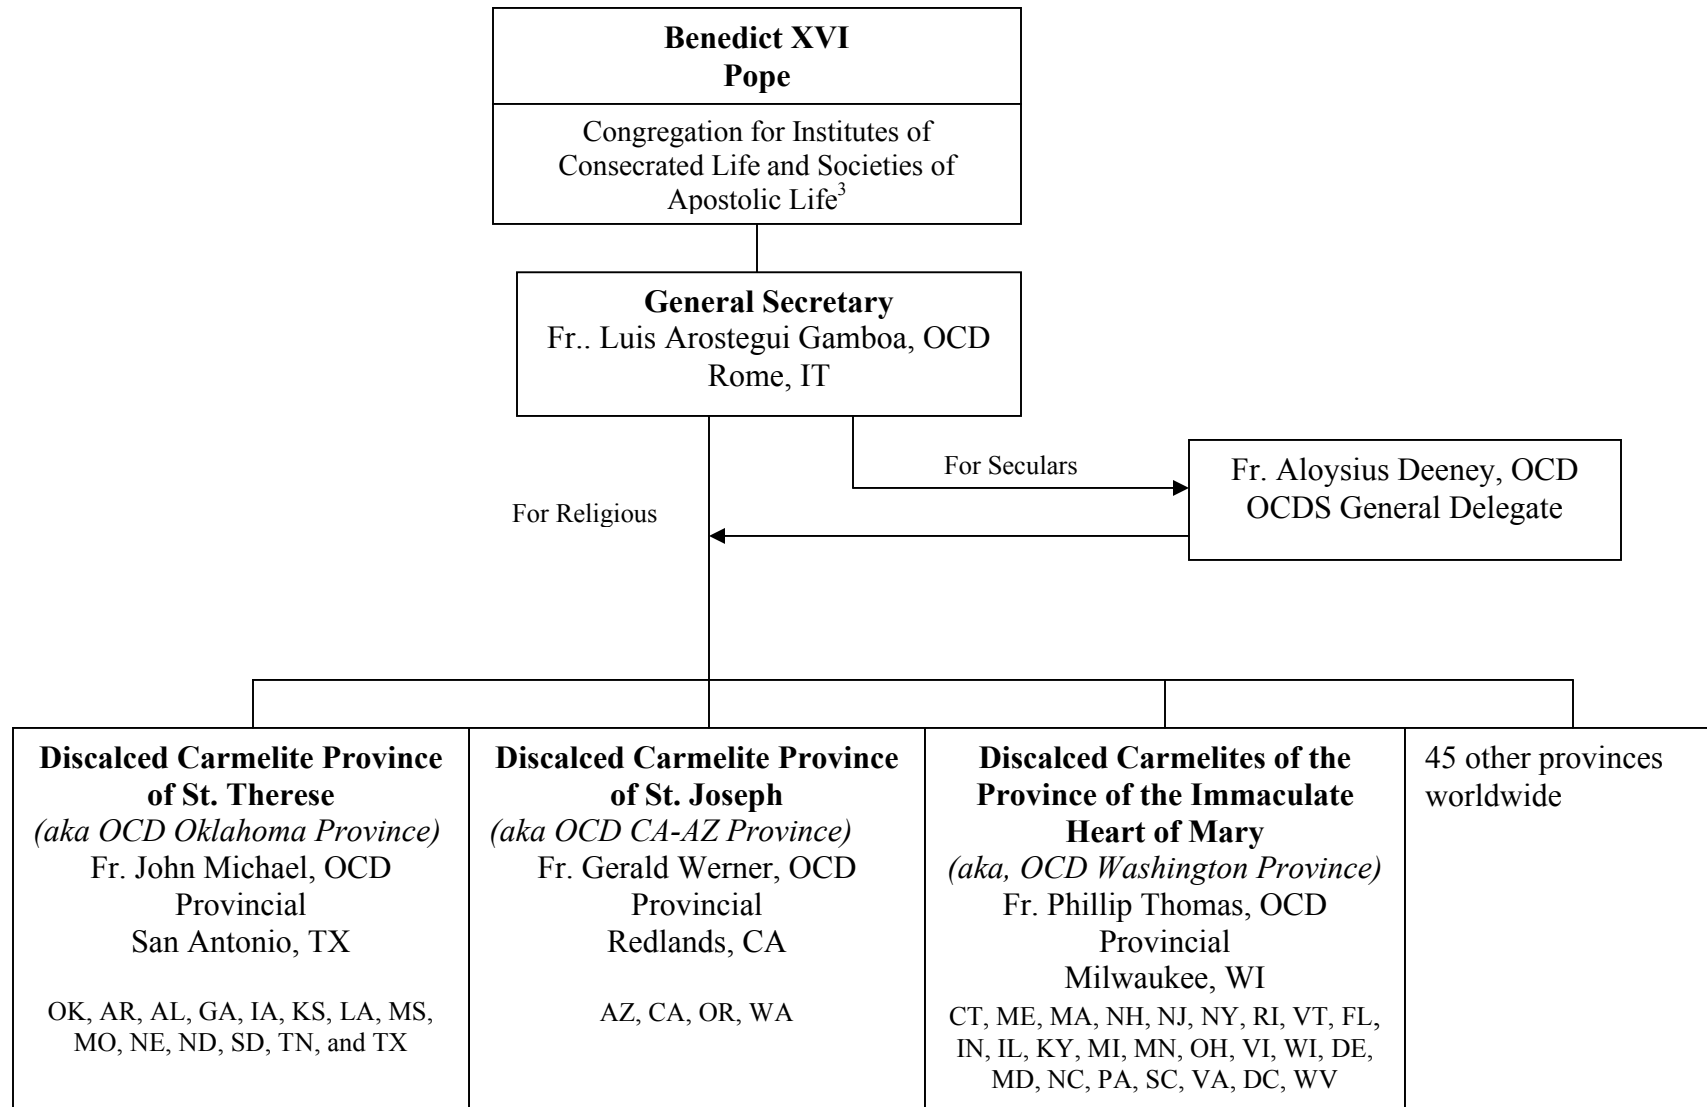 Benedict XVI
Pope
Congregation for Institutes of
Consecrated Life and Societies of
Apostolic Life3
General Secretary
Fr.. Luis Arostegui Gamboa, OCD
Rome, IT
For Seculars
Fr. Aloysius Deeney, OCD
OCDS General Delegate
For Religious
Discalced Carmelite Province
of St. Therese
(aka OCD Oklahoma Province)
Fr. John Michael, OCD
Provincial
San Antonio, TX
OK, AR, AL, GA, IA, KS, LA, MS,
MO, NE, ND, SD, TN, and TX
Discalced Carmelite Province
of St. Joseph
(aka OCD CA-AZ Province)
Fr. Gerald Werner, OCD
Provincial
Redlands, CA
AZ, CA, OR, WA
Discalced Carmelites of the
Province of the Immaculate
Heart of Mary
(aka, OCD Washington Province)
Fr. Phillip Thomas, OCD
Provincial
Milwaukee, WI
CT, ME, MA, NH, NJ, NY, RI, VT, FL,
IN, IL, KY, MI, MN, OH, VI, WI, DE,
MD, NC, PA, SC, VA, DC, WV
45 other provinces
worldwide